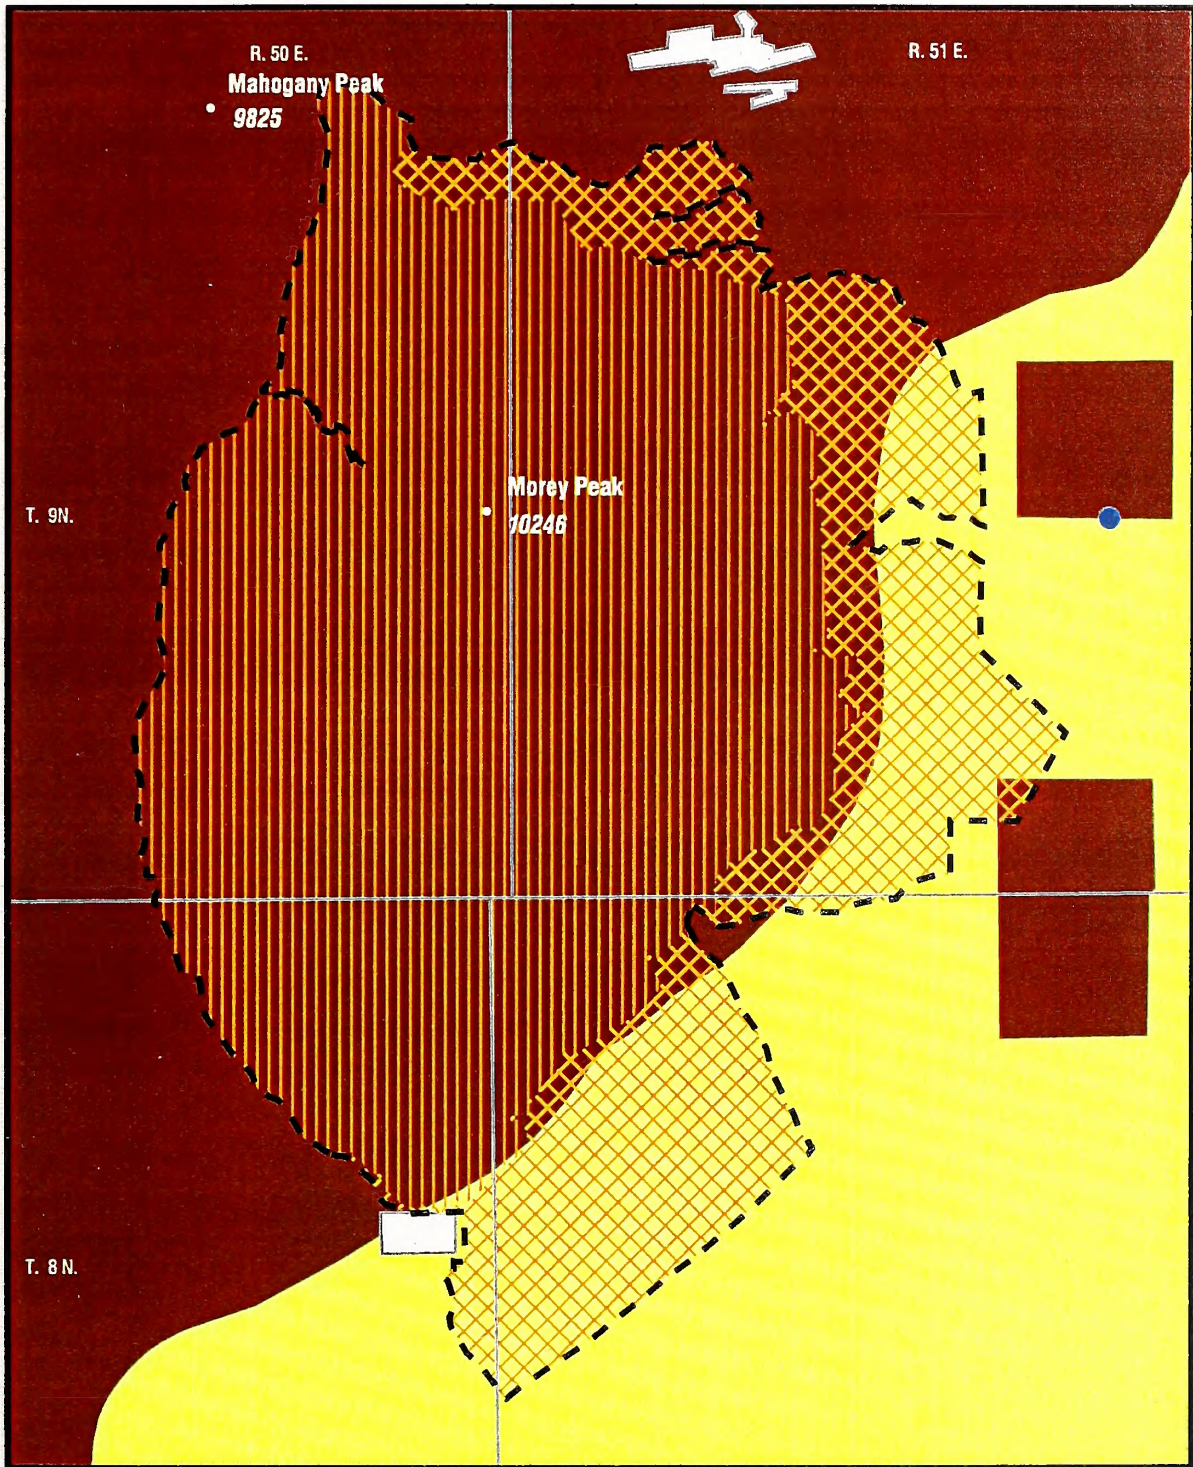 R. 50 E.
R. 51 E.
Mahogany Peak
9825
Morey Peak
10246
T. 9N.
T. 8 N.